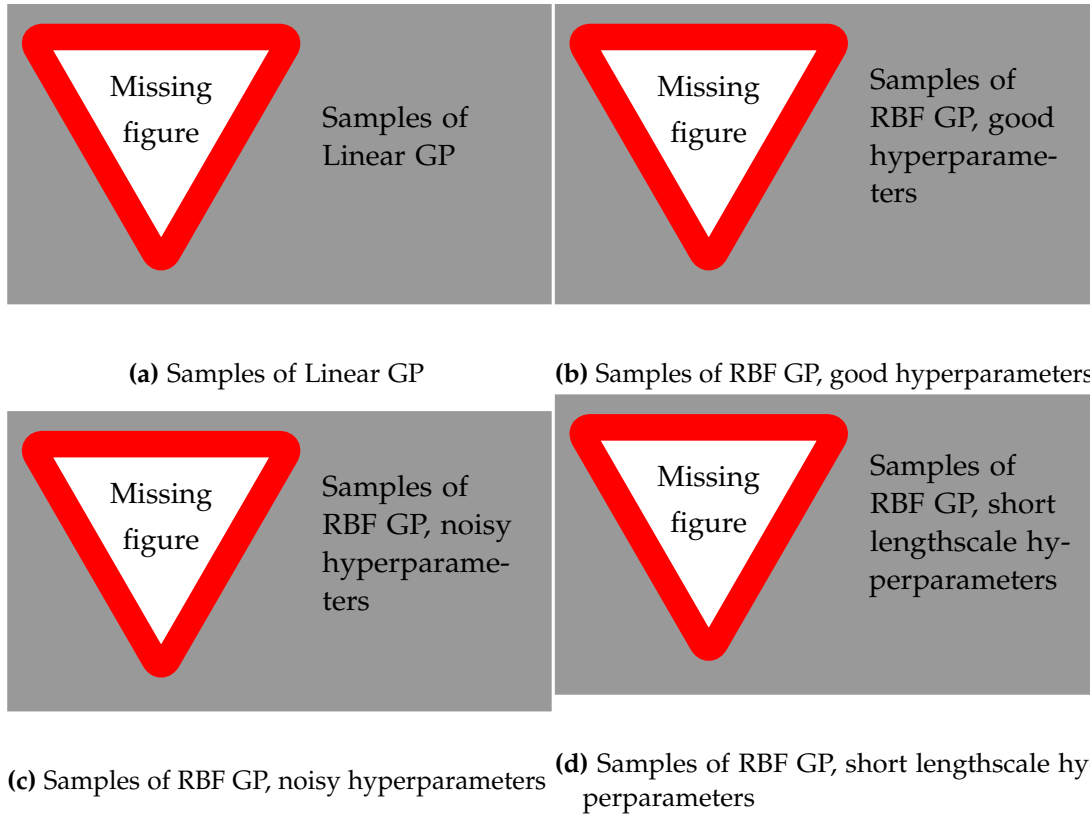 Missing
figure
Samples of
Linear GP
Missing
figure
Samples of
RBF GP, good
hyperparame-
ters
(a) Samples of Linear GP
(b) Samples of RBF GP, good hyperparameters
Missing
figure
Samples of
RBF GP, noisy
hyperparame-
ters
Missing
figure
Samples of
RBF GP, short
lengthscale hy-
perparameters
(c) Samples of RBF GP, noisy hyperparameters
(d) Samples of RBF GP, short lengthscale hy-
perparameters